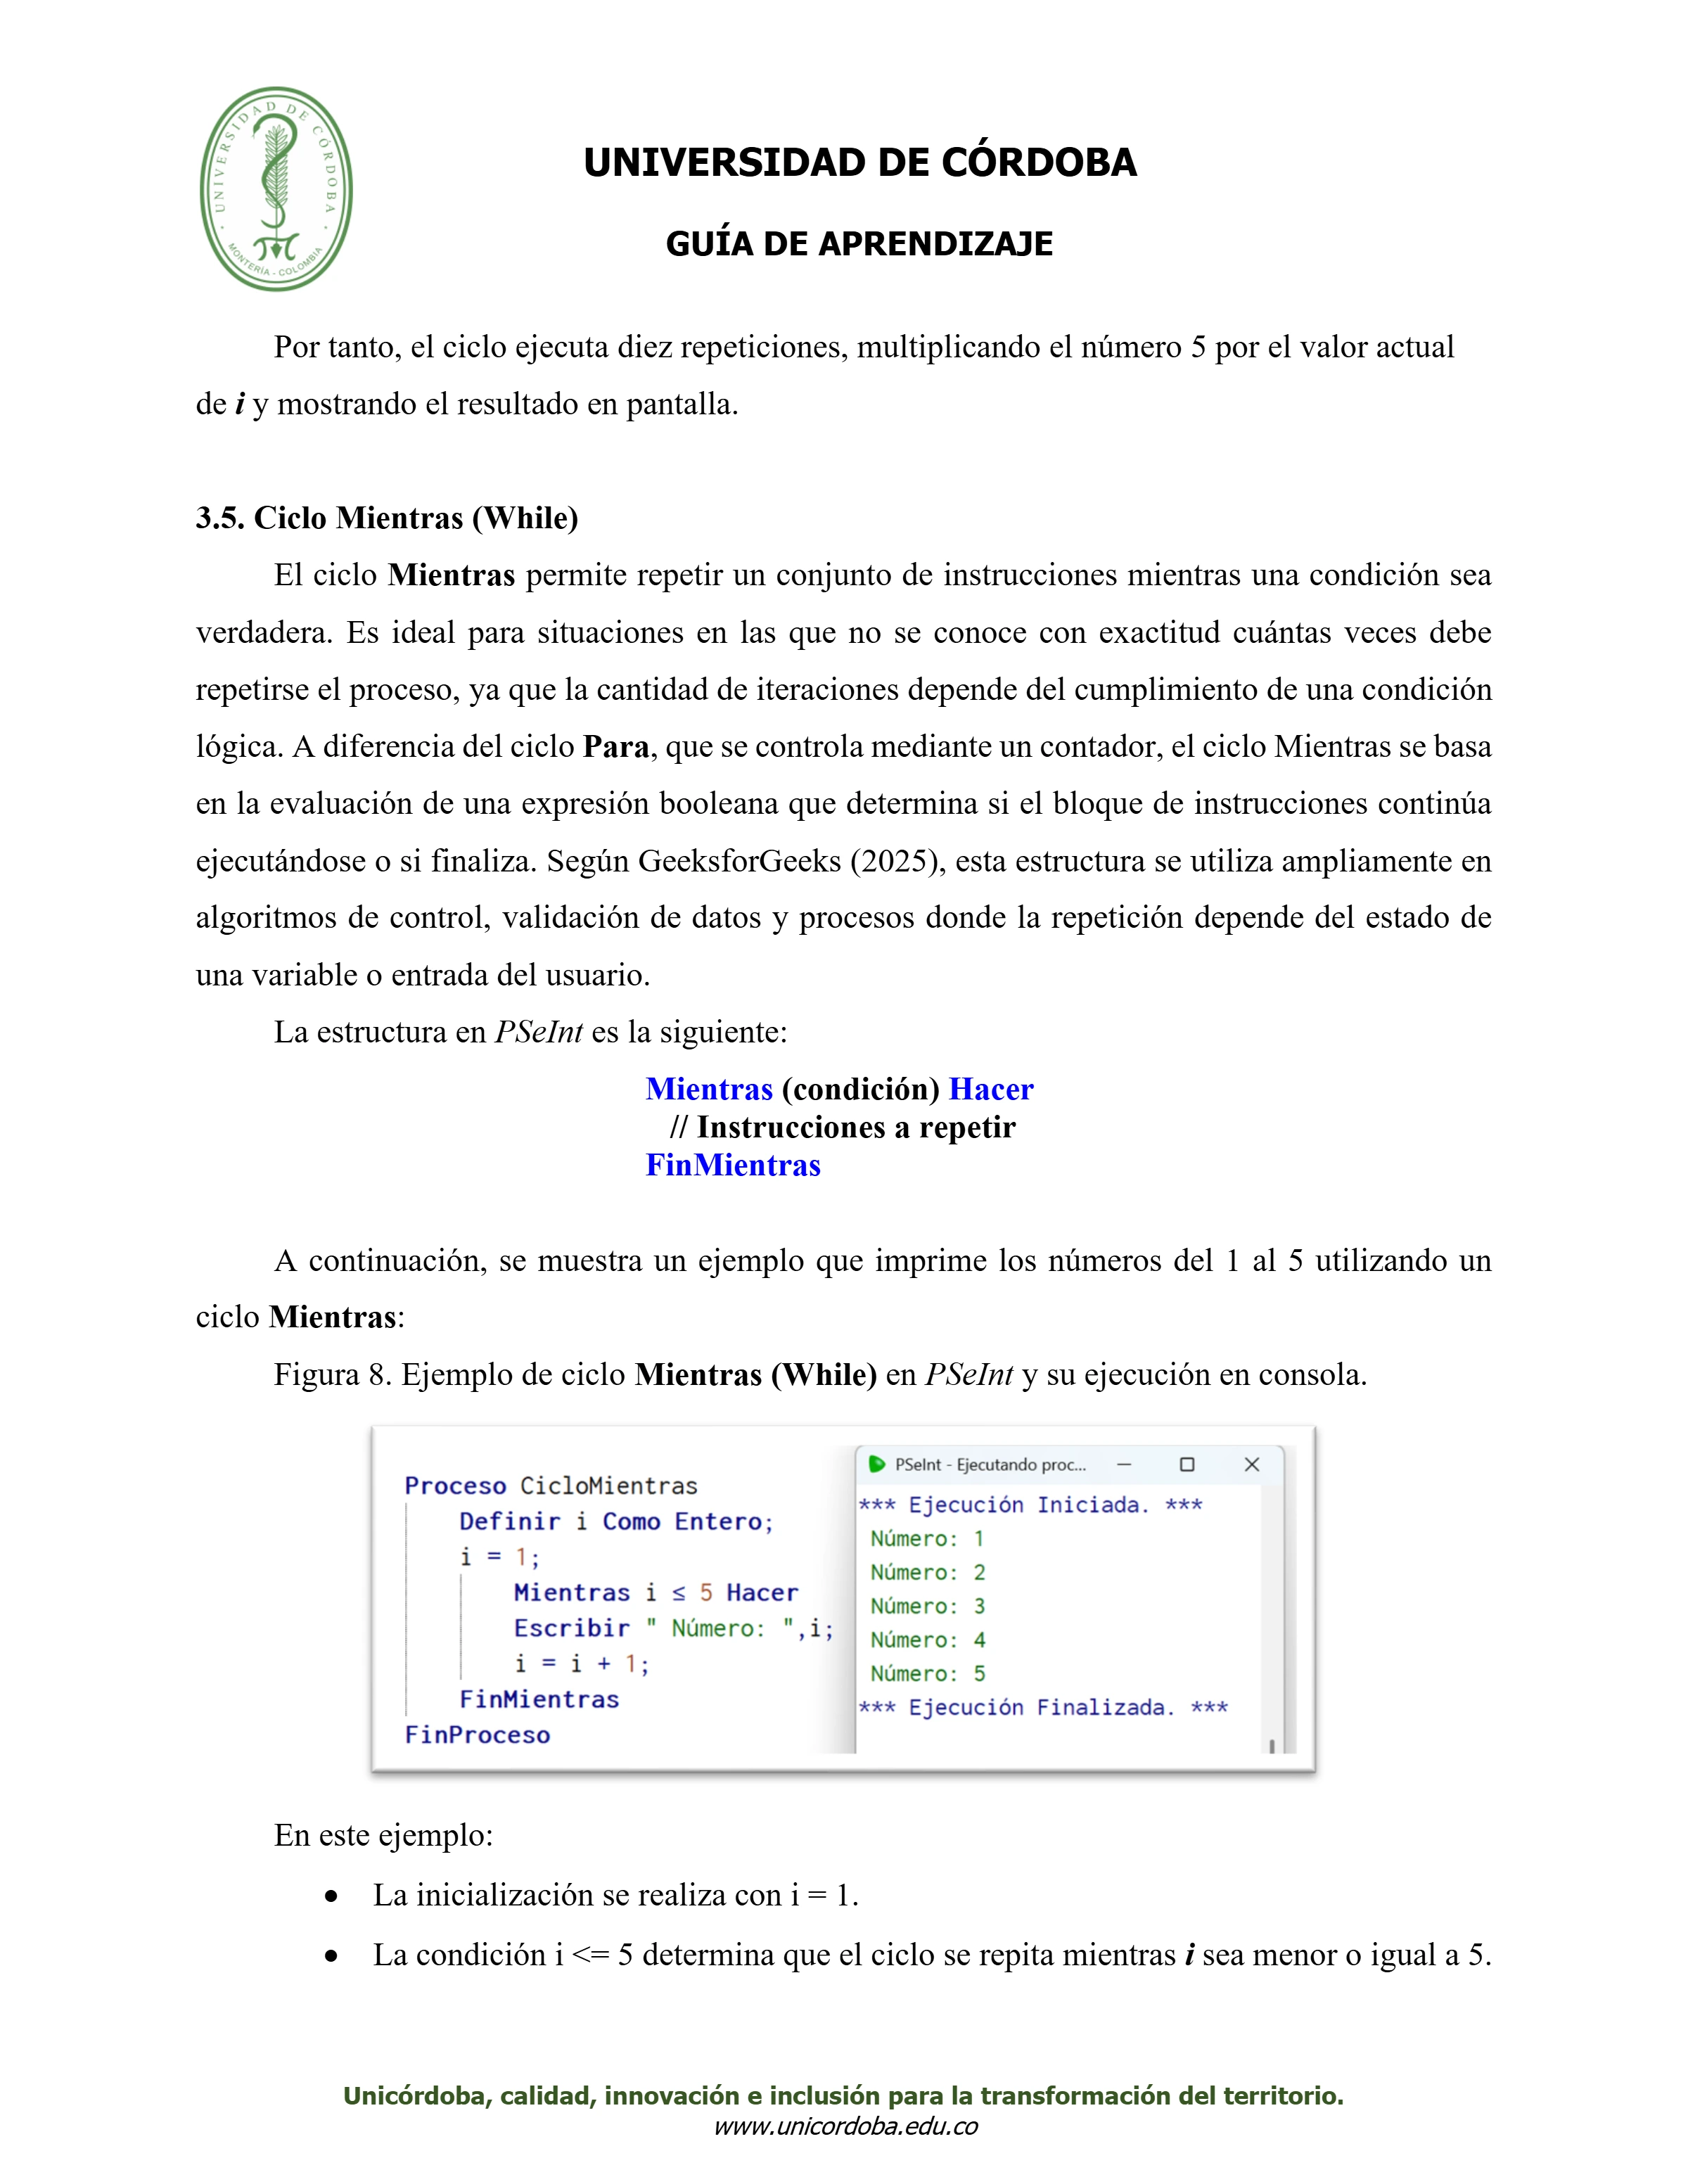 UNIVERSIDAD DE CÓRDOBA
MONTERÍA - COLOMBIA
UNIVERSIDAD DE CÓRDOBA
GUÍA DE APRENDIZAJE
Por tanto, el ciclo ejecuta diez repeticiones, multiplicando el número 5 por el valor actual
de i y mostrando el resultado en pantalla.
3.5. Ciclo Mientras (While)
El ciclo Mientras permite repetir un conjunto de instrucciones mientras una condición sea
verdadera. Es ideal para situaciones en las que no se conoce con exactitud cuántas veces debe
repetirse el proceso, ya que la cantidad de iteraciones depende del cumplimiento de una condición
lógica. A diferencia del ciclo Para, que se controla mediante un contador, el ciclo Mientras se basa
en la evaluación de una expresión booleana que determina si el bloque de instrucciones continúa
ejecutándose o si finaliza. Según GeeksforGeeks (2025), esta estructura se utiliza ampliamente en
algoritmos de control, validación de datos y procesos donde la repetición depende del estado de
una variable o entrada del usuario.
La estructura en PSeInt es la siguiente:
Mientras (condición) Hacer
// Instrucciones a repetir
FinMientras
A continuación, se muestra un ejemplo que imprime los números del 1 al 5 utilizando un
ciclo Mientras:
Figura 8. Ejemplo de ciclo Mientras (While) en PSeInt y su ejecución en consola.
Proceso CicloMientras
Definir i Como Entero;
i = 1;
Mientras i ≤ 5 Hacer
Escribir " Número: ",i;
i = i + 1;
FinMientras
FinProceso
PSeInt - Ejecutando proc...
*** Ejecución Iniciada. ***
Número: 1
Número: 2
Número: 3
Número: 4
Número: 5
*** Ejecución Finalizada. ***
En este ejemplo:
• La inicialización se realiza con i = 1.
• La condición i <= 5 determina que el ciclo se repita mientras i sea menor o igual a 5.
Unicórdoba, calidad, innovación e inclusión para la transformación del territorio.
www.unicordoba.edu.co